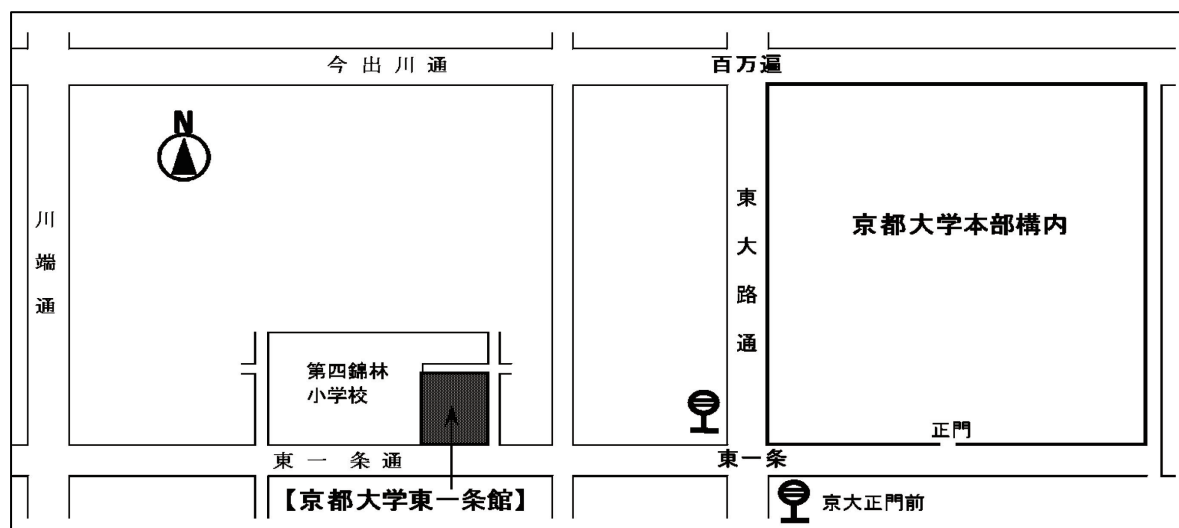 今出川通
百万遍
N
川端通
東大路通
京都大学本部構内
第四錦林
小学校
正門
東一条通
東一条
【京都大学東一条館】
京大正門前